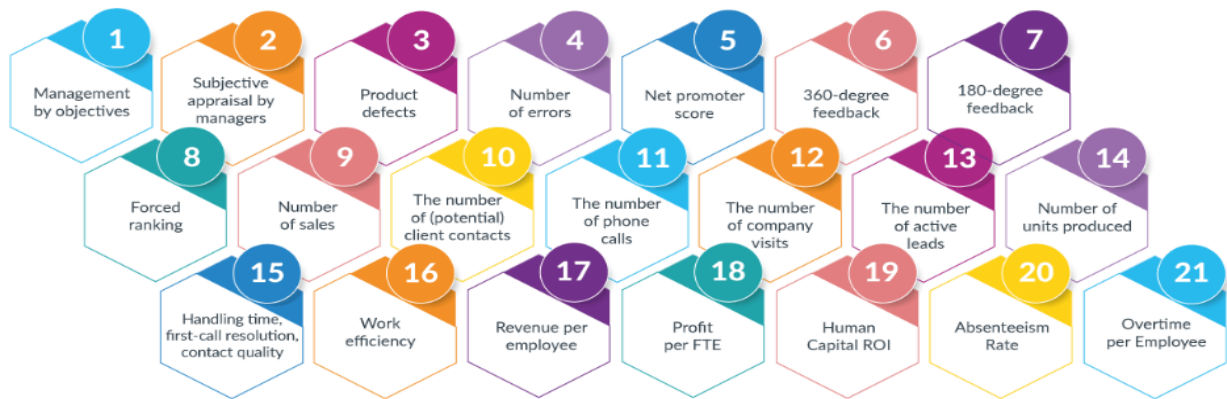 1
Management
by objectives
2
Subjective
appraisal by
managers
3
Product
defects
4
Number
of errors
5
Net promoter
score
6
360-degree
feedback
7
180-degree
feedback
8
Forced
ranking
9
Number
of sales
10
The number
of (potential)
client contacts
11
The number
of phone
calls
12
The number
of company
visits
13
The number
of active
leads
14
Number of
units produced
15
Handling time,
first-call resolution,
contact quality
16
Work
efficiency
17
Revenue per
employee
18
Profit
per FTE
19
Human
Capital ROI
20
Absenteeism
Rate
21
Overtime
per Employee